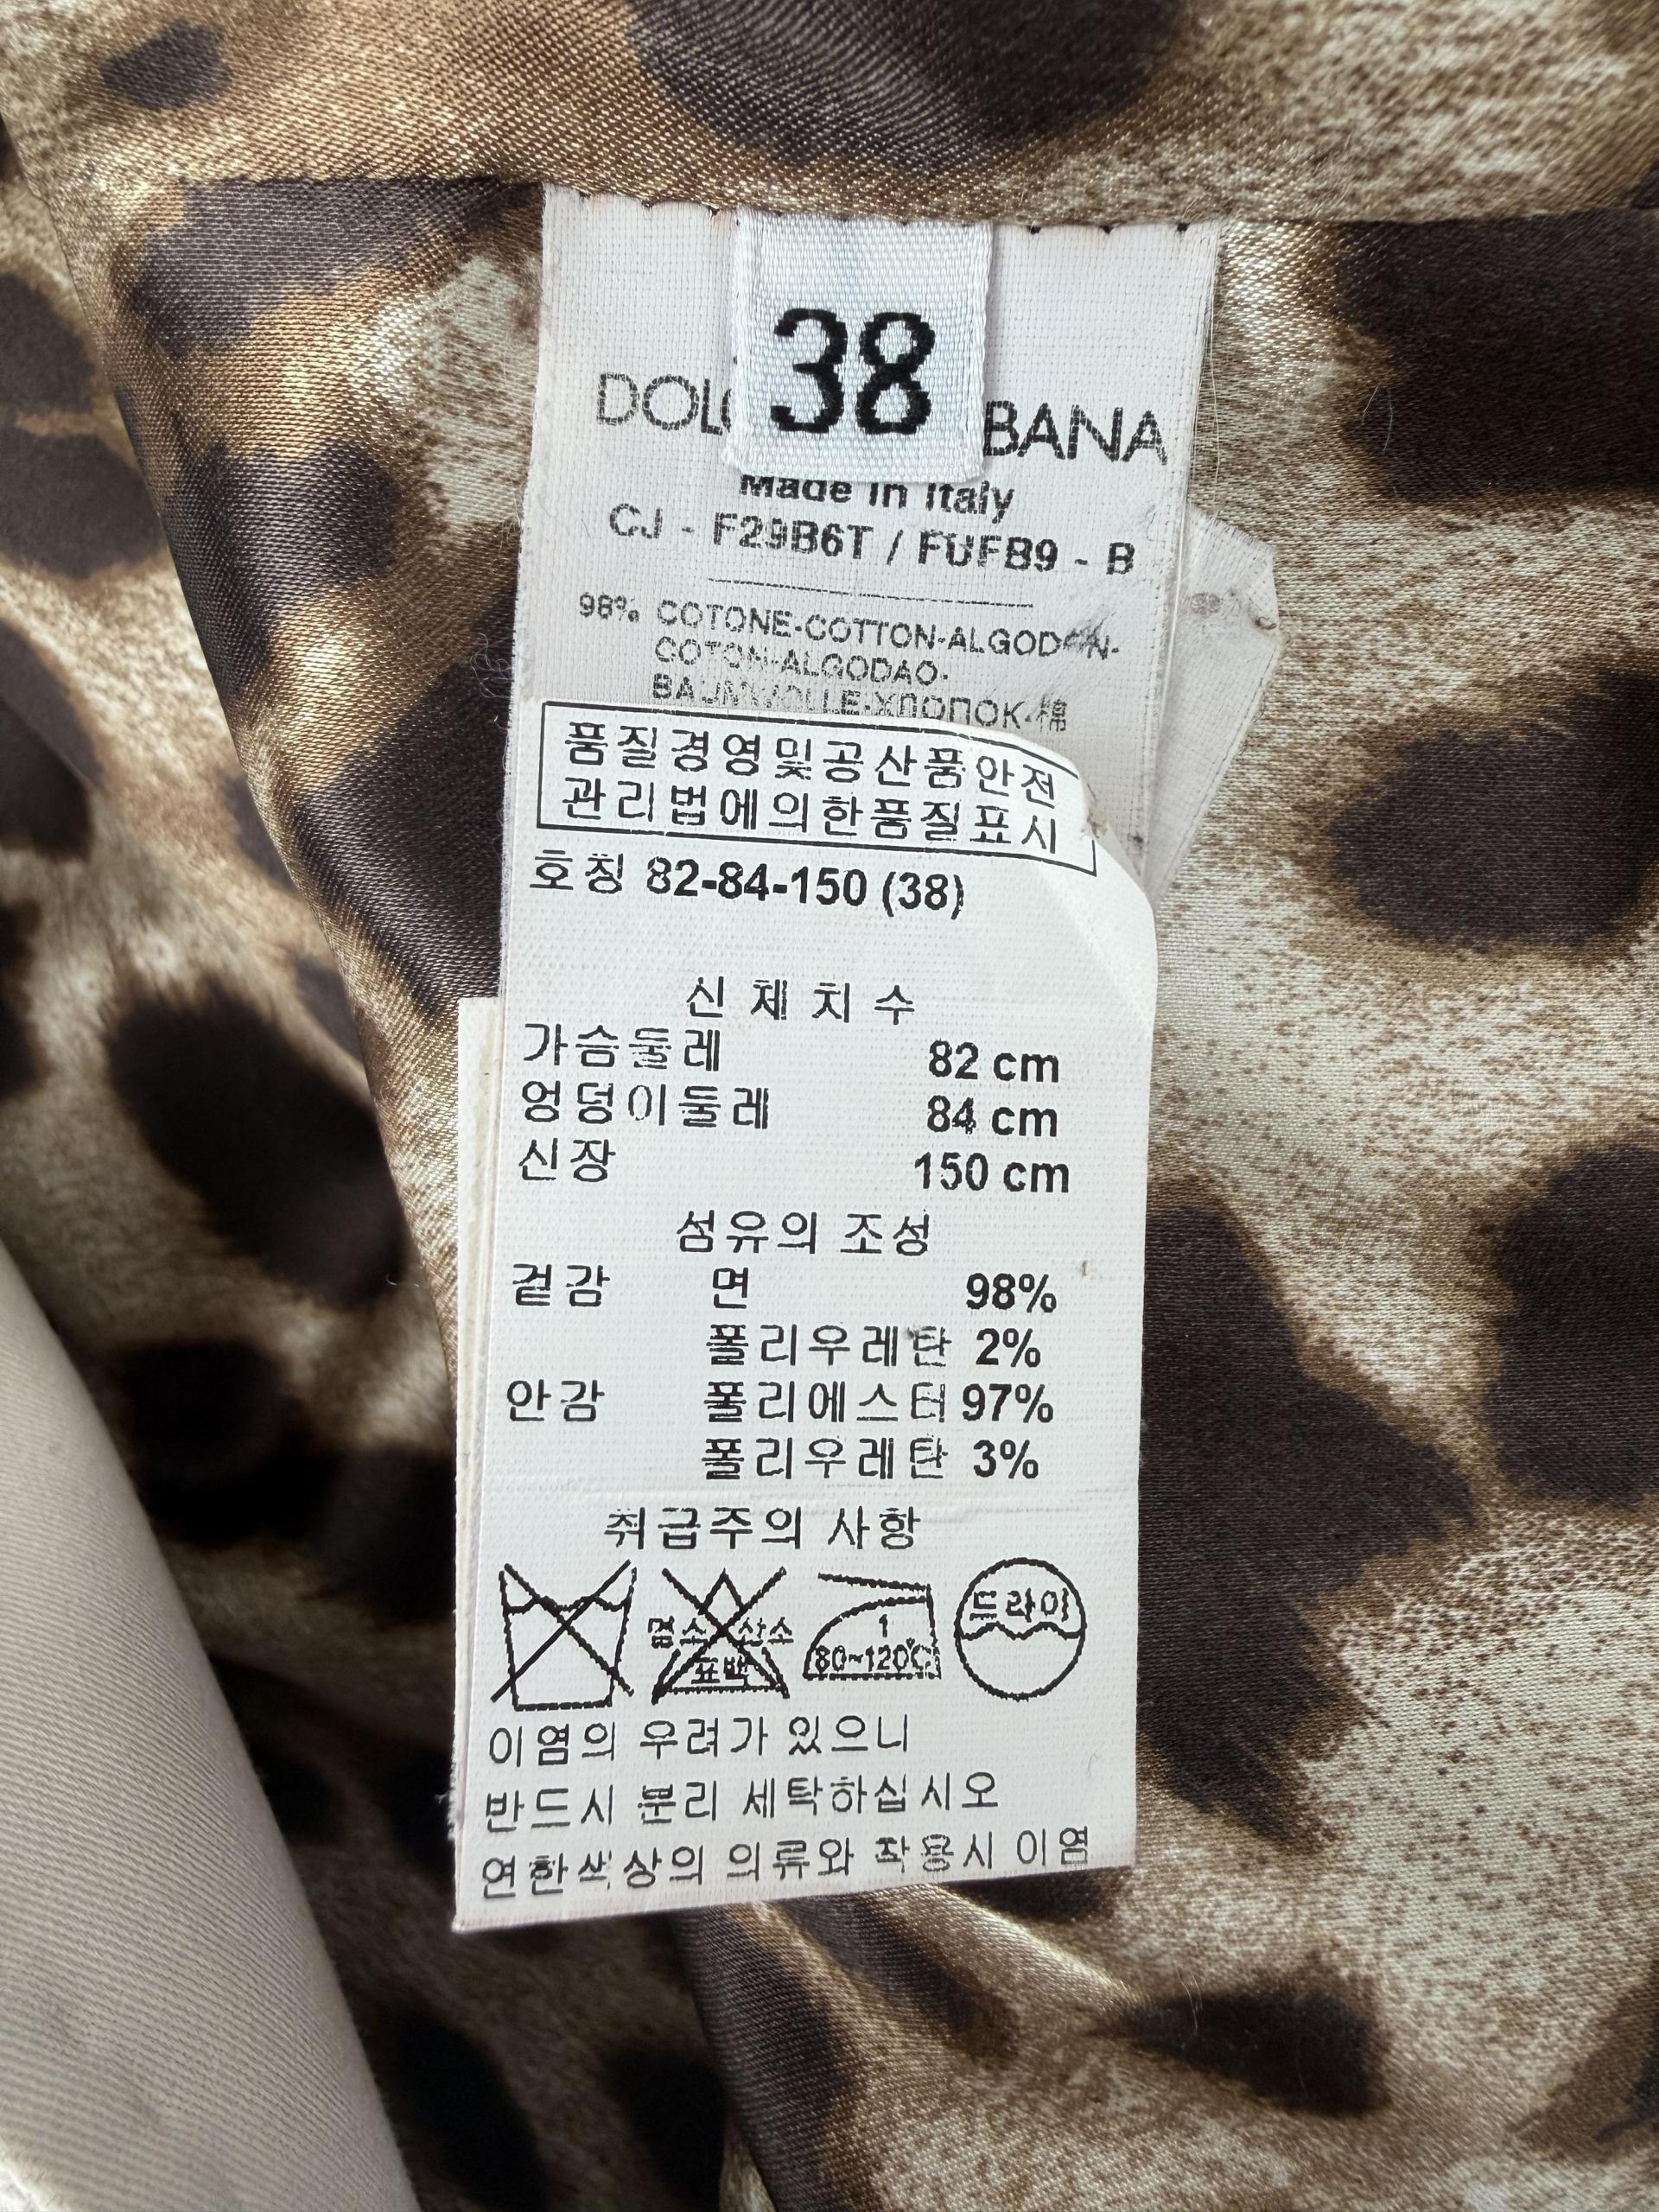 38
DOL BANA
Made in Italy
CJ - F29B6T / FUFB9 - B
98% COTONE-COTTON-ALGODON-
COTON-ALGODAO-
BAUMWOLLE-ХЛОПОК-棉
품질경영및공산품안전
관리법에의한품질표시
호칭 82-84-150 (38)
신체치수
가슴둘레 82 cm
엉덩이둘레 84 cm
신장 150 cm
섬유의 조성
겉감 면 98%
폴리우레탄 2%
안감 폴리에스터 97%
폴리우레탄 3%
취급주의 사항
염소 산소 표백
1 80~120℃
드라이
이염의 우려가 있으니
반드시 분리 세탁하십시오
연한색상의 의류와 착용시 이염